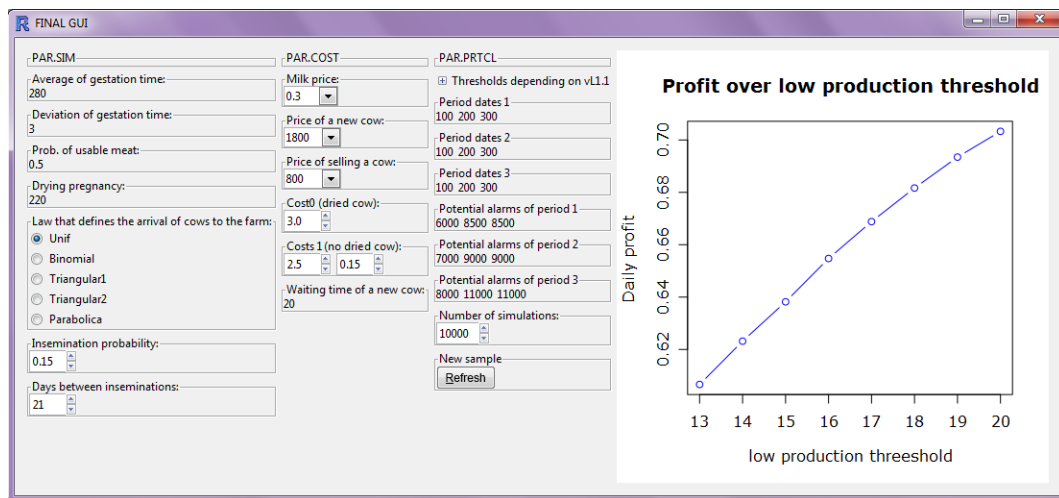 FINAL GUI
PAR.SIM
Average of gestation time:
280
Deviation of gestation time:
3
Prob. of usable meat:
0.5
Drying pregnancy:
220
Law that defines the arrival of cows to the farm:
Unif
Binomial
Triangular1
Triangular2
Parabolica
Insemination probability:
0.15
Days between inseminations:
21
PAR.COST
Milk price:
0.3
Price of a new cow:
1800
Price of selling a cow:
800
Cost0 (dried cow):
3.0
Costs 1 (no dried cow):
2.5 0.15
Waiting time of a new cow:
20
PAR.PRTCL
Thresholds depending on vL1.1
Period dates 1
100 200 300
Period dates 2
100 200 300
Period dates 3
100 200 300
Potential alarms of period 1
6000 8500 8500
Potential alarms of period 2
7000 9000 9000
Potential alarms of period 3
8000 11000 11000
Number of simulations:
10000
New sample
Refresh
Profit over low production threshold
Daily profit
0.70
0.68
0.66
0.64
0.62
13 14 15 16 17 18 19 20
low production threeshold